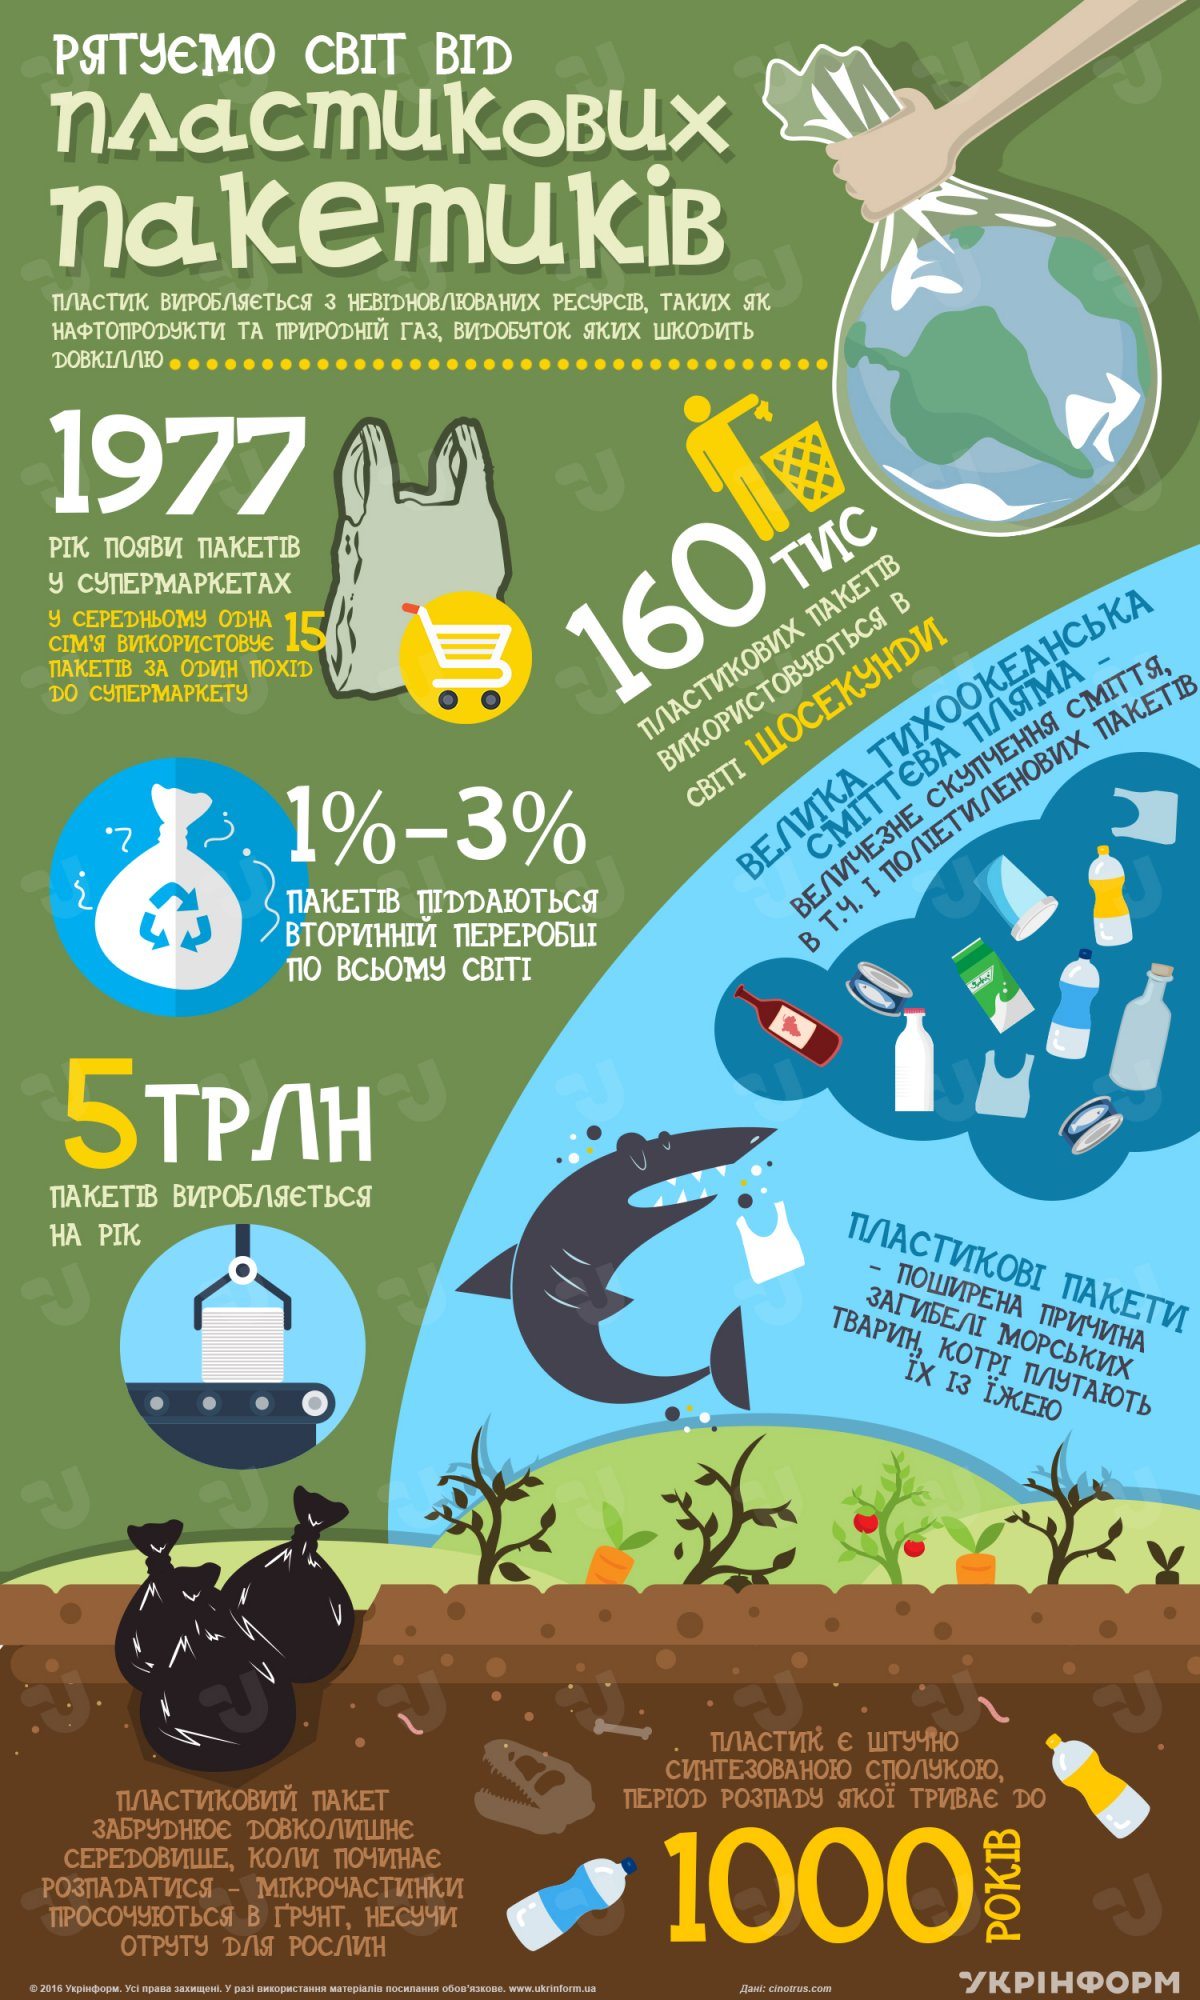 РЯТУЄМО СВІТ ВІД
ПЛАСТИКОВИХ
ПАКЕТИКІВ
ПЛАСТИК ВИРОБЛЯЄТЬСЯ З НЕВІДНОВЛЮВАНИХ РЕСУРСІВ, ТАКИХ ЯК
НАФТОПРОДУКТИ ТА ПРИРОДНІЙ ГАЗ, ВИДОБУТОК ЯКИХ ШКОДИТЬ
ДОВКІЛЛЮ
1977
РІК ПОЯВИ ПАКЕТІВ
У СУПЕРМАРКЕТАХ
У СЕРЕДНЬОМУ ОДНА
СІМ'Я ВИКОРИСТОВУЄ 15
ПАКЕТІВ ЗА ОДИН ПОХІД
ДО СУПЕРМАРКЕТУ
160 ТИС
ПЛАСТИКОВИХ ПАКЕТІВ
ВИКОРИСТОВУЮТЬСЯ В
СВІТІ ЩОСЕКУНДИ
ВЕЛИКА ТИХООКЕАНСЬКА
СМІТТЄВА ПЛЯМА –
ВЕЛИЧЕЗНЕ СКУПЧЕННЯ СМІТТЯ,
В Т.Ч. І ПОЛІЕТИЛЕНОВИХ ПАКЕТІВ
1%–3%
ПАКЕТІВ ПІДДАЮТЬСЯ
ВТОРИННІЙ ПЕРЕРОБЦІ
ПО ВСЬОМУ СВІТІ
5 ТРЛН
ПАКЕТІВ ВИРОБЛЯЄТЬСЯ
НА РІК
ПЛАСТИКОВІ ПАКЕТИ
– ПОШИРЕНА ПРИЧИНА
ЗАГИБЕЛІ МОРСЬКИХ
ТВАРИН, КОТРІ ПЛУТАЮТЬ
ЇХ ІЗ ЇЖЕЮ
ПЛАСТИКОВИЙ ПАКЕТ
ЗАБРУДНЮЄ ДОВКОЛИШНЄ
СЕРЕДОВИЩЕ, КОЛИ ПОЧИНАЄ
РОЗПАДАТИСЯ – МІКРОЧАСТИНКИ
ПРОСОЧУЮТЬСЯ В ҐРУНТ, НЕСУЧИ
ОТРУТУ ДЛЯ РОСЛИН
ПЛАСТИК Є ШТУЧНО
СИНТЕЗОВАНОЮ СПОЛУКОЮ,
ПЕРІОД РОЗПАДУ ЯКОЇ ТРИВАЄ ДО
1000 РОКІВ
© 2016 Укрінформ. Усі права захищені. У разі використання матеріалів посилання обов'язкове. www.ukrinform.ua
Дані: cinotrus.com
УКРІНФОРМ